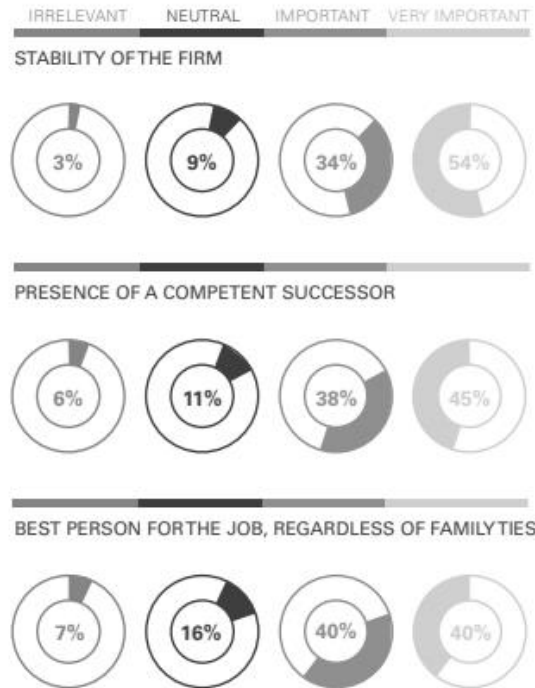 IRRELEVANT NEUTRAL IMPORTANT VERY IMPORTANT
STABILITY OF THE FIRM
3% 9% 34% 54%
PRESENCE OF A COMPETENT SUCCESSOR
6% 11% 38% 45%
BEST PERSON FOR THE JOB, REGARDLESS OF FAMILY TIES
7% 16% 40% 40%